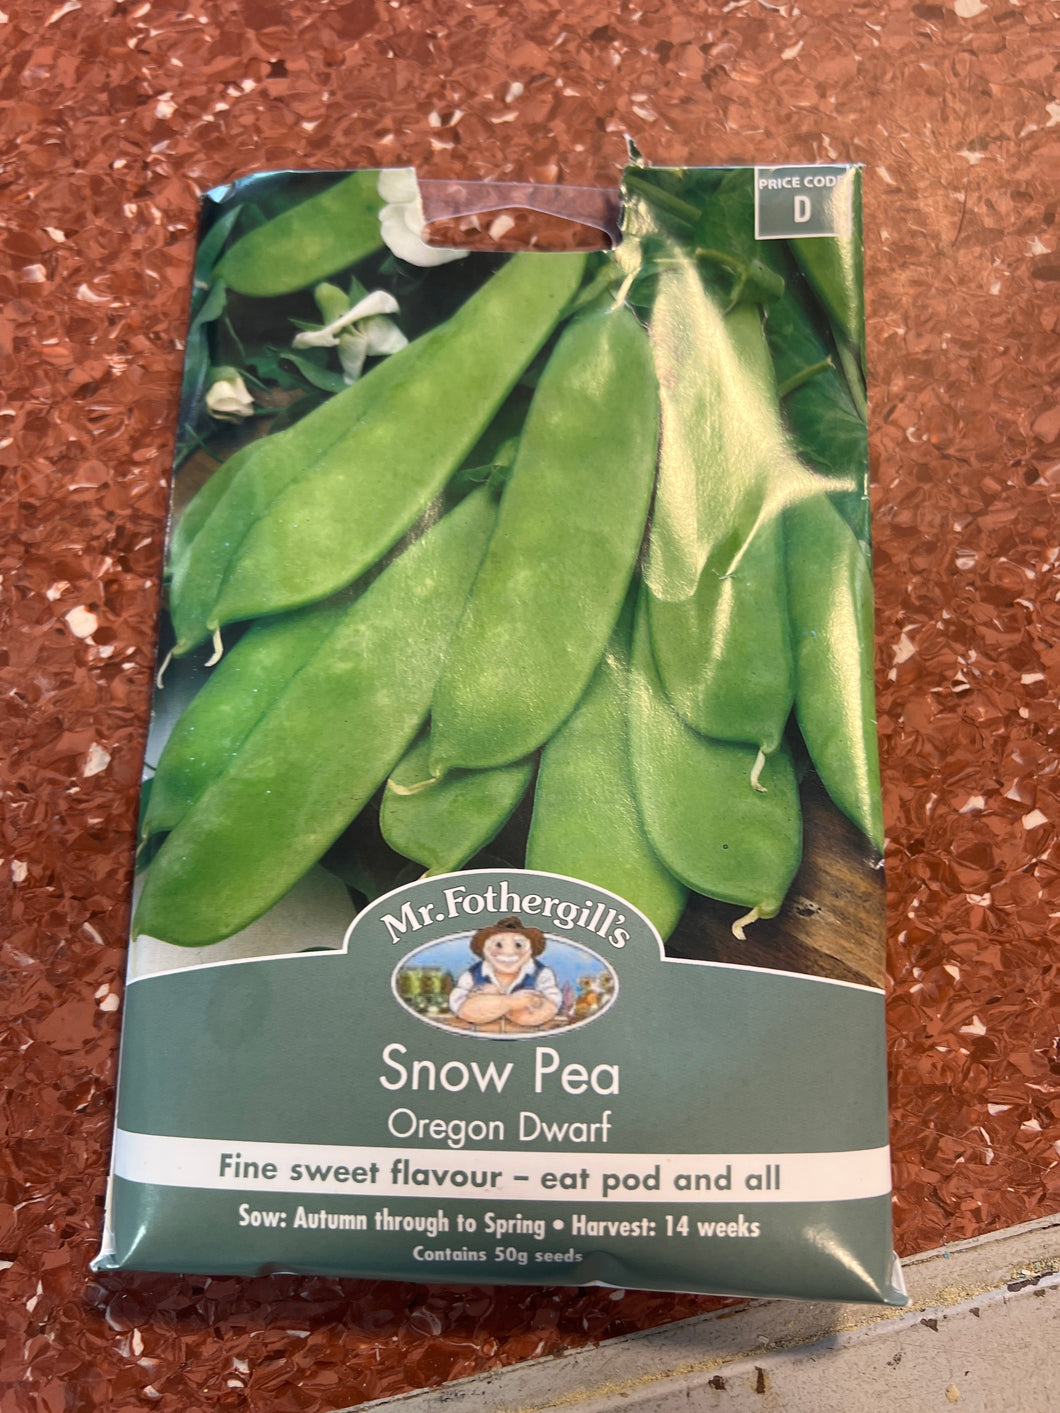 PRICE CODE
D
Mr. Fothergill's
Snow Pea
Oregon Dwarf
Fine sweet flavour – eat pod and all
Sow: Autumn through to Spring • Harvest: 14 weeks
Contains 50g seeds